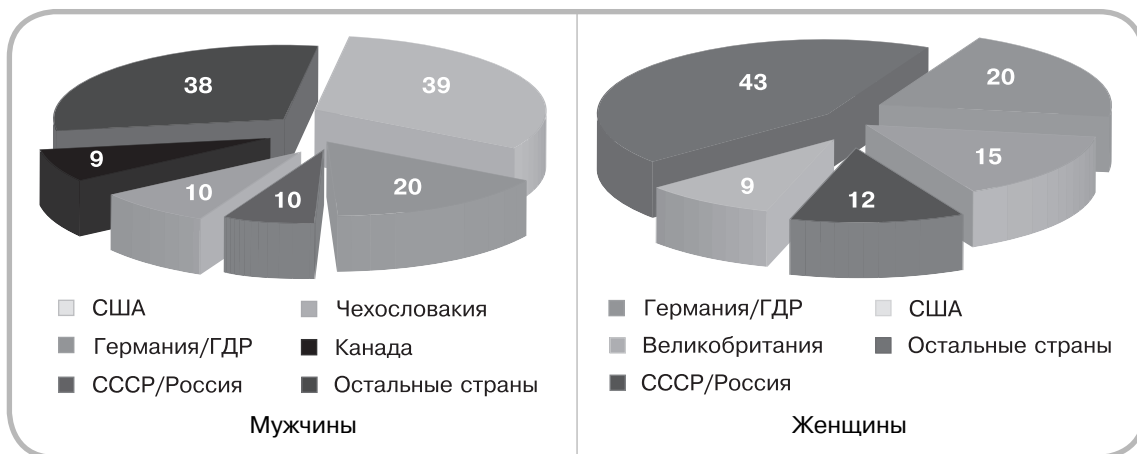 38
39
9
10
10
20
США
Чехословакия
Германия/ГДР
Канада
СССР/Россия
Остальные страны
Мужчины
43
20
15
9
12
Германия/ГДР
США
Великобритания
Остальные страны
СССР/Россия
Женщины